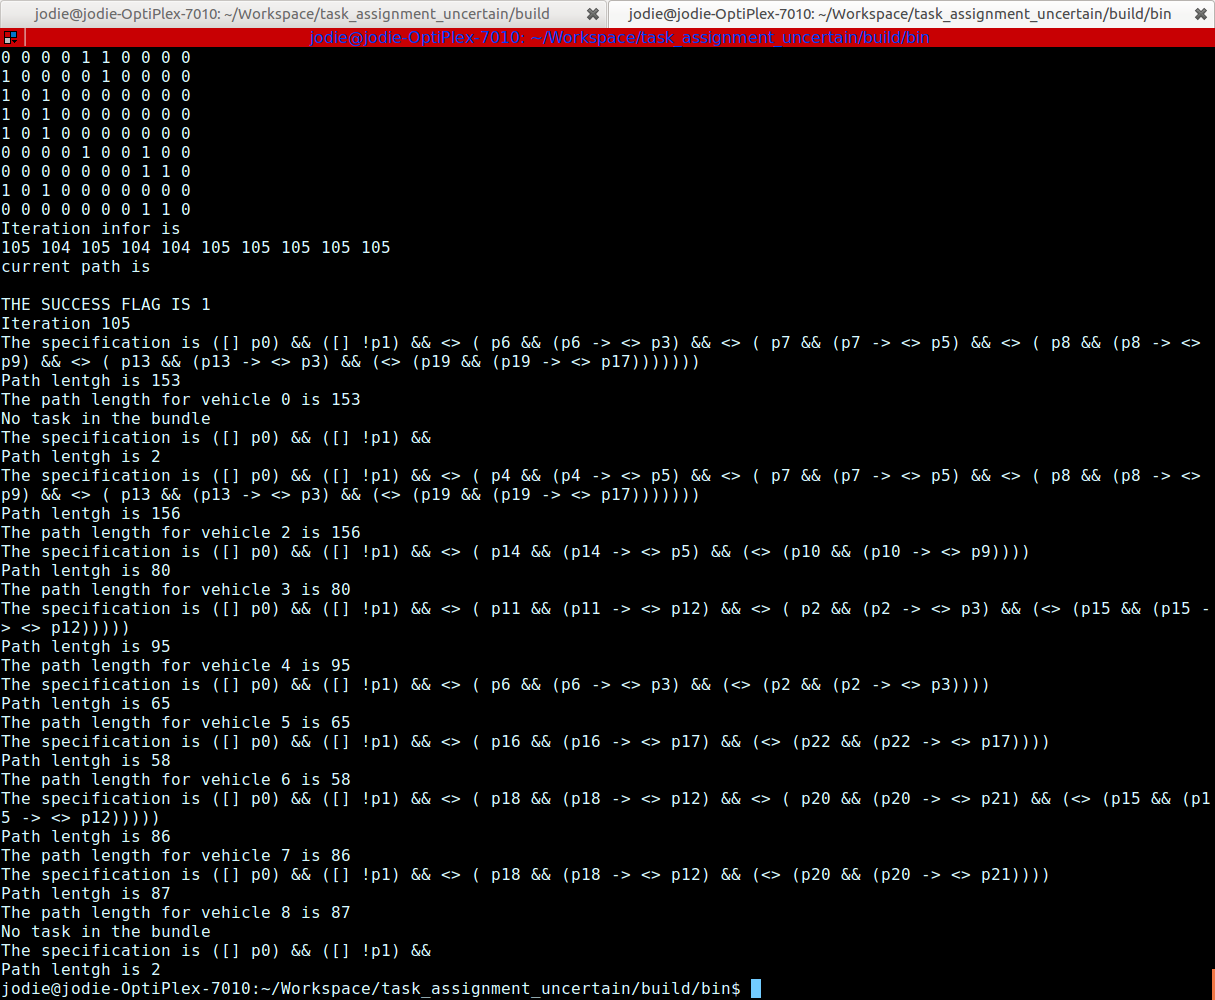 jodie@jodie-OptiPlex-7010: ~/Workspace/task_assignment_uncertain/build
jodie@jodie-OptiPlex-7010: ~/Workspace/task_assignment_uncertain/build/bin
jodie@jodie-OptiPlex-7010: ~/Workspace/task_assignment_uncertain/build/bin
0 0 0 0 1 1 0 0 0 0
1 0 0 0 0 1 0 0 0 0
1 0 1 0 0 0 0 0 0 0
1 0 1 0 0 0 0 0 0 0
1 0 1 0 0 0 0 0 0 0
0 0 0 0 1 0 0 1 0 0
0 0 0 0 0 0 0 1 1 0
1 0 1 0 0 0 0 0 0 0
0 0 0 0 0 0 0 1 1 0
Iteration infor is
105 104 105 104 104 105 105 105 105 105
current path is
THE SUCCESS FLAG IS 1
Iteration 105
The specification is ([] p0) && ([] !p1) && <> ( p6 && (p6 -> <> p3) && <> ( p7 && (p7 -> <> p5) && <> ( p8 && (p8 -> <>
p9) && <> ( p13 && (p13 -> <> p3) && (<> (p19 && (p19 -> <> p17)))))))
Path lentgh is 153
The path length for vehicle 0 is 153
No task in the bundle
The specification is ([] p0) && ([] !p1) &&
Path lentgh is 2
The specification is ([] p0) && ([] !p1) && <> ( p4 && (p4 -> <> p5) && <> ( p7 && (p7 -> <> p5) && <> ( p8 && (p8 -> <>
p9) && <> ( p13 && (p13 -> <> p3) && (<> (p19 && (p19 -> <> p17)))))))
Path lentgh is 156
The path length for vehicle 2 is 156
The specification is ([] p0) && ([] !p1) && <> ( p14 && (p14 -> <> p5) && (<> (p10 && (p10 -> <> p9))))
Path lentgh is 80
The path length for vehicle 3 is 80
The specification is ([] p0) && ([] !p1) && <> ( p11 && (p11 -> <> p12) && <> ( p2 && (p2 -> <> p3) && (<> (p15 && (p15 -
> <> p12)))))
Path lentgh is 95
The path length for vehicle 4 is 95
The specification is ([] p0) && ([] !p1) && <> ( p6 && (p6 -> <> p3) && (<> (p2 && (p2 -> <> p3))))
Path lentgh is 65
The path length for vehicle 5 is 65
The specification is ([] p0) && ([] !p1) && <> ( p16 && (p16 -> <> p17) && (<> (p22 && (p22 -> <> p17))))
Path lentgh is 58
The path length for vehicle 6 is 58
The specification is ([] p0) && ([] !p1) && <> ( p18 && (p18 -> <> p12) && <> ( p20 && (p20 -> <> p21) && (<> (p15 && (p1
5 -> <> p12)))))
Path lentgh is 86
The path length for vehicle 7 is 86
The specification is ([] p0) && ([] !p1) && <> ( p18 && (p18 -> <> p12) && (<> (p20 && (p20 -> <> p21))))
Path lentgh is 87
The path length for vehicle 8 is 87
No task in the bundle
The specification is ([] p0) && ([] !p1) &&
Path lentgh is 2
jodie@jodie-OptiPlex-7010:~/Workspace/task_assignment_uncertain/build/bin$